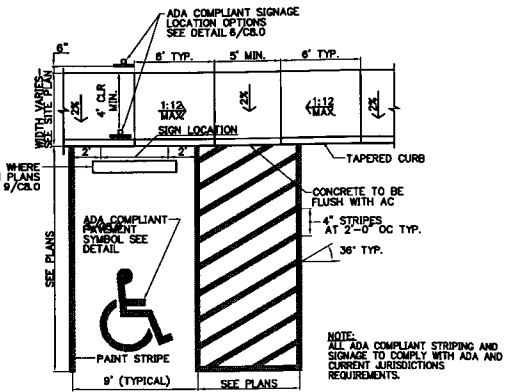 ADA COMPLIANT SIGNAGE
LOCATION OPTIONS
SEE DETAIL 6/C8.0
6"
6' TYP.
5' MIN.
6' TYP.
WIDTH VARIES-
SEE SITE PLAN
2%
4' CLR
MIN.
1:12
MAX
2%
1:12
MAX
2%
SIGN LOCATION
2'
2'
TAPERED CURB
WHERE
PLANS
9/C8.0
CONCRETE TO BE
FLUSH WITH AC
4" STRIPES
AT 2'-0" OC TYP.
36° TYP.
ADA COMPLIANT
PAVEMENT
SYMBOL SEE
DETAIL
SEE PLANS
PAINT STRIPE
9' (TYPICAL)
SEE PLANS
NOTE:
ALL ADA COMPLIANT STRIPING AND
SIGNAGE TO COMPLY WITH ADA AND
CURRENT JURISDICTIONS
REQUIREMENTS.